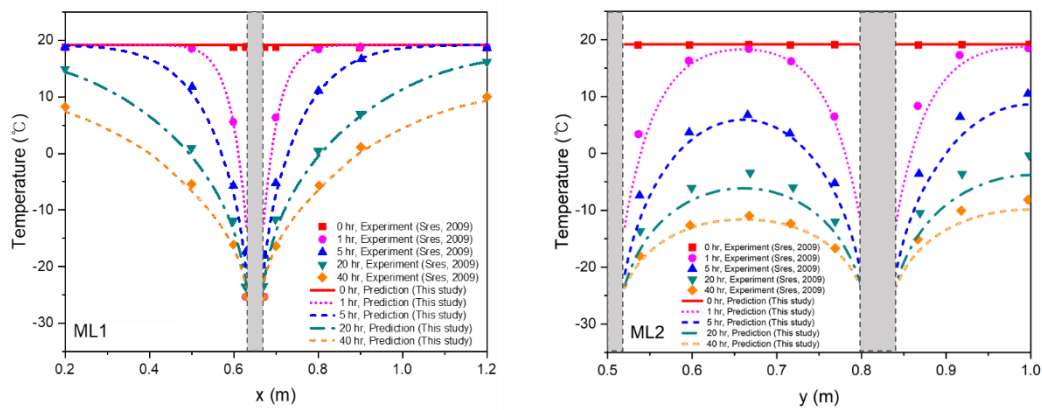 20
10
0
-10
-20
-30
Temperature (℃)
0 hr, Experiment (Sres, 2009)
1 hr, Experiment (Sres, 2009)
5 hr, Experiment (Sres, 2009)
20 hr, Experiment (Sres, 2009)
40 hr, Experiment (Sres, 2009)
0 hr, Prediction (This study)
1 hr, Prediction (This study)
5 hr, Prediction (This study)
20 hr, Prediction (This study)
40 hr, Prediction (This study)
ML1
0.2 0.4 0.6 0.8 1.0 1.2
x (m)
20
10
0
-10
-20
-30
Temperature (℃)
0 hr, Experiment (Sres, 2009)
1 hr, Experiment (Sres, 2009)
5 hr, Experiment (Sres, 2009)
20 hr, Experiment (Sres, 2009)
40 hr, Experiment (Sres, 2009)
0 hr, Prediction (This study)
1 hr, Prediction (This study)
5 hr, Prediction (This study)
20 hr, Prediction (This study)
40 hr, Prediction (This study)
ML2
0.5 0.6 0.7 0.8 0.9 1.0
y (m)